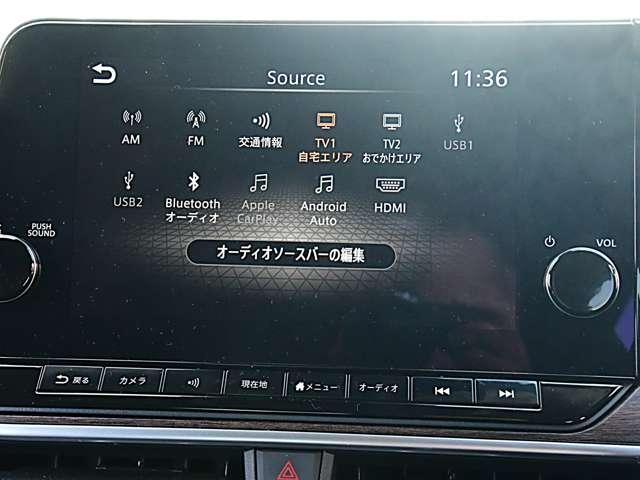 Source
11:36
AM
FM
交通情報
TV1
自宅エリア
TV2
おでかけエリア
USB1
USB2
Bluetooth
オーディオ
Apple
CarPlay
Android
Auto
HDMI
PUSH
SOUND
VOL
オーディオソースバーの編集
戻る
カメラ
現在地
メニュー
オーディオ